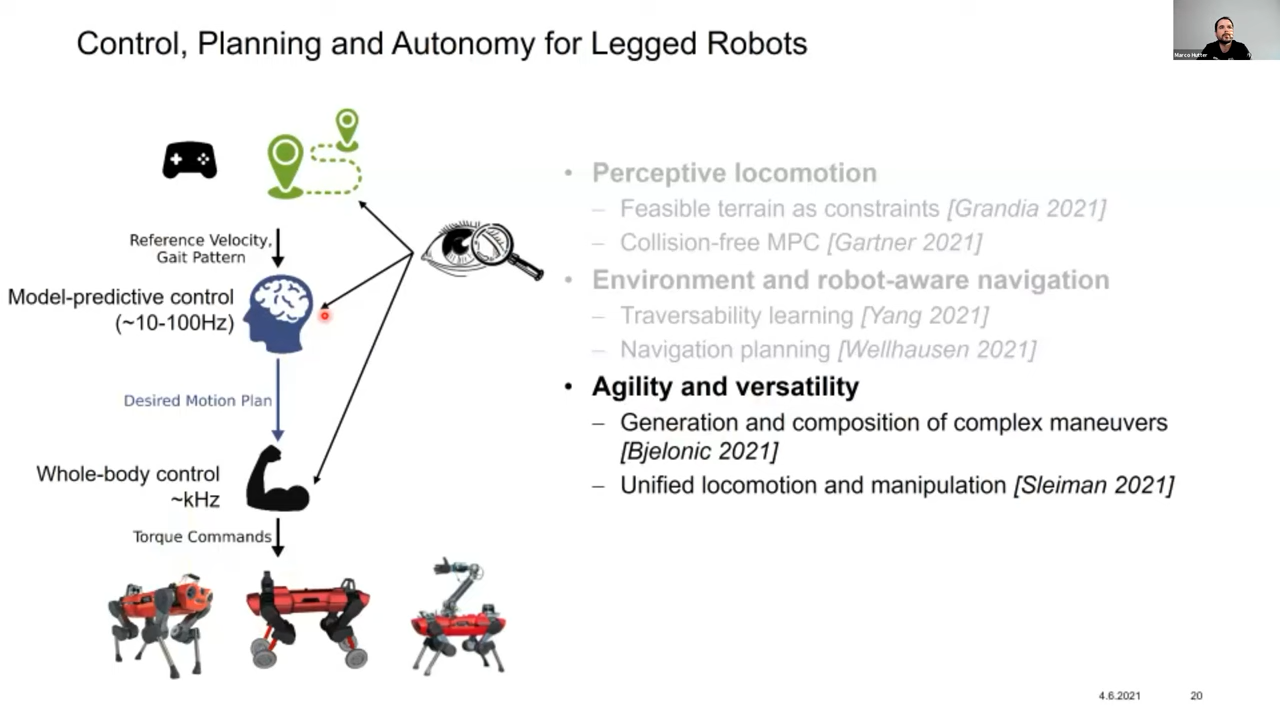 Control, Planning and Autonomy for Legged Robots
Marco Hutter
Reference Velocity,
Gait Pattern
Model-predictive control
(~10-100Hz)
Desired Motion Plan
Whole-body control
~kHz
Torque Commands
• Perceptive locomotion
– Feasible terrain as constraints [Grandia 2021]
– Collision-free MPC [Gartner 2021]
• Environment and robot-aware navigation
– Traversability learning [Yang 2021]
– Navigation planning [Wellhausen 2021]
• Agility and versatility
– Generation and composition of complex maneuvers
[Bjelonic 2021]
– Unified locomotion and manipulation [Sleiman 2021]
4.6.2021
20